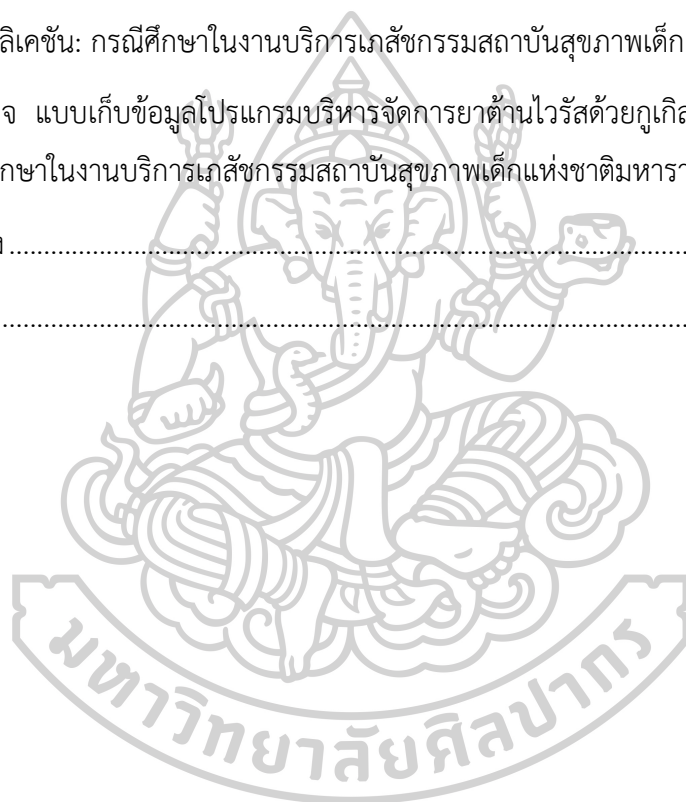 ลิเคชัน: กรณีศึกษาในงานบริการเภสัชกรรมสถาบันสุขภาพเด็ก
จ แบบเก็บข้อมูลโปรแกรมบริหารจัดการยาต้านไวรัสด้วยกูเกิล
กษาในงานบริการเภสัชกรรมสถาบันสุขภาพเด็กแห่งชาติมหารา
มหาวิทยาลัยศิลปากร